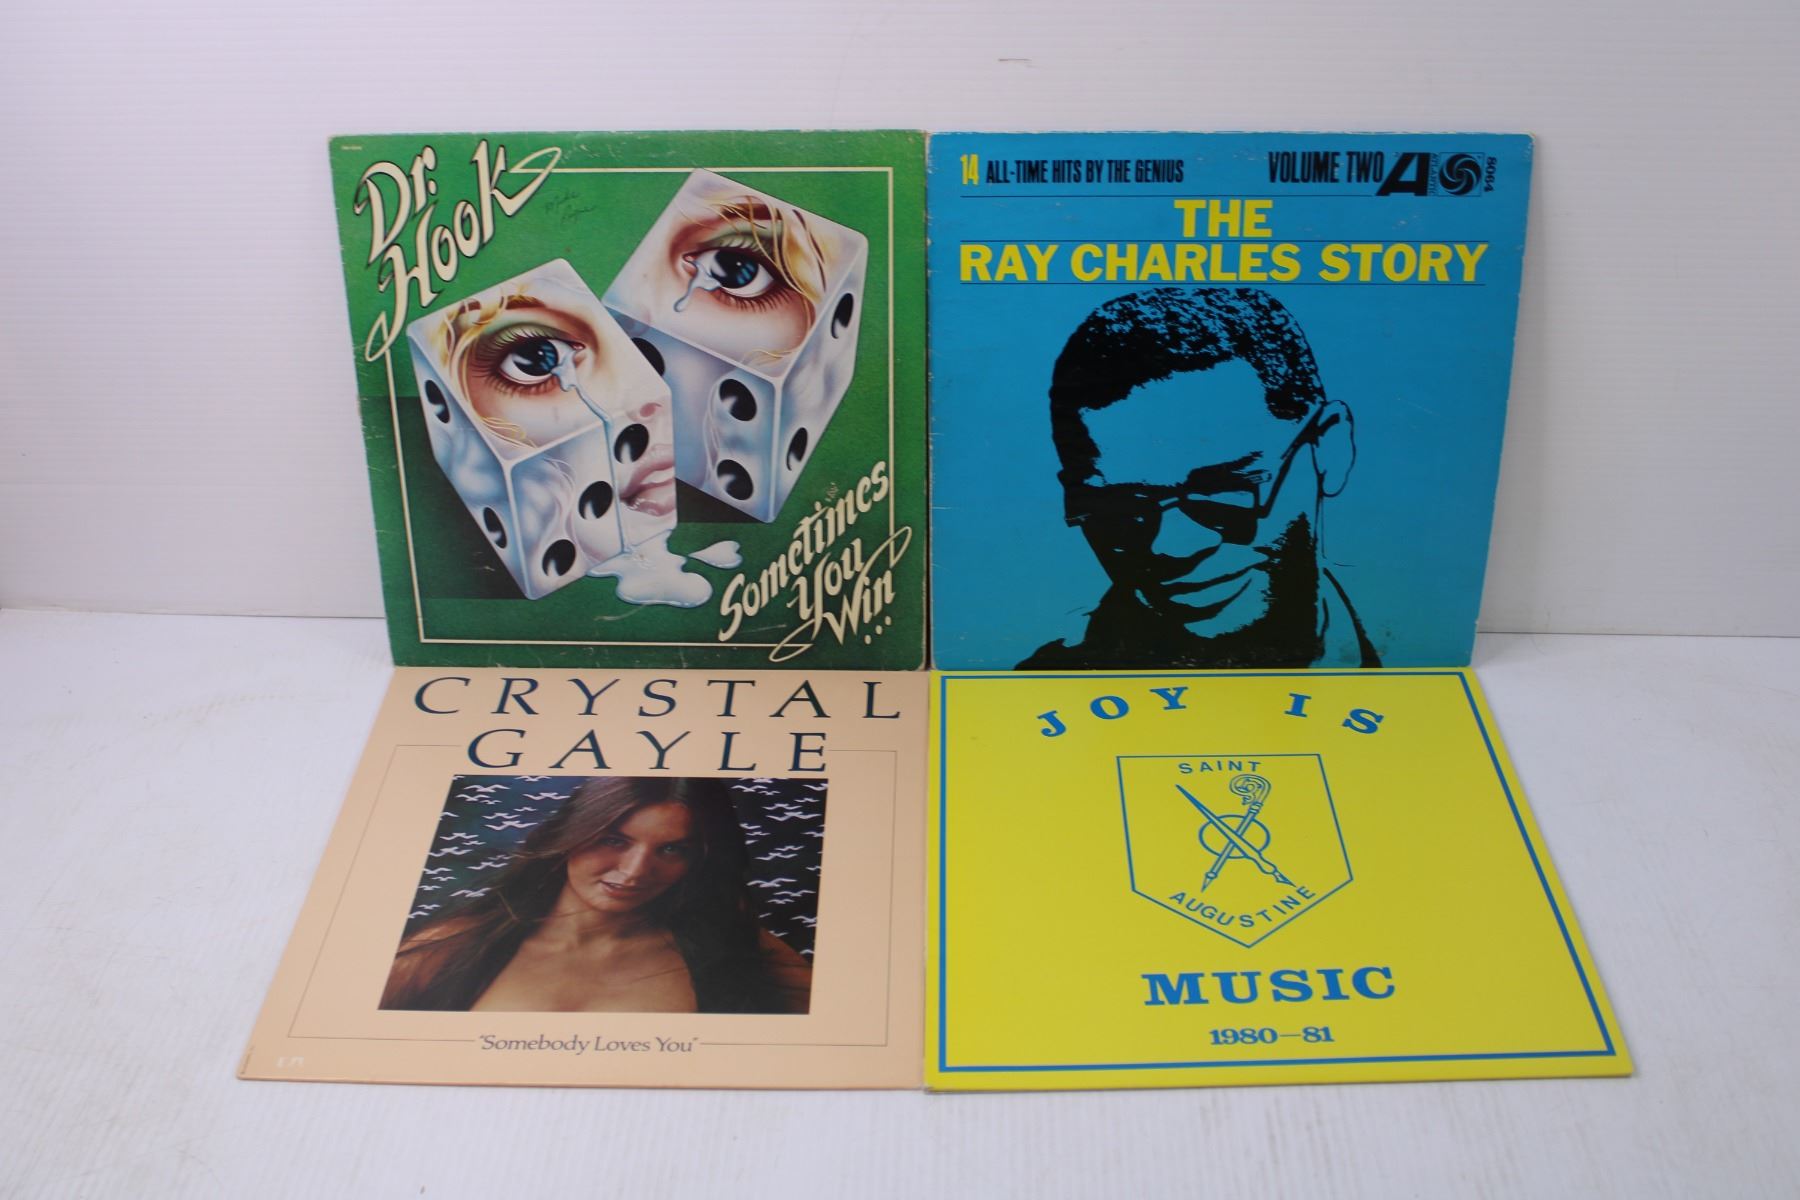 Dr.
Hook
Sometimes
You
Win
...
14 ALL-TIME HITS BY THE GENIUS VOLUME TWO A ATLANTIC 8064
THE
RAY CHARLES STORY
CRYSTAL
GAYLE
"Somebody Loves You"
JOY IS
SAINT
AUGUSTINE
MUSIC
1980-81